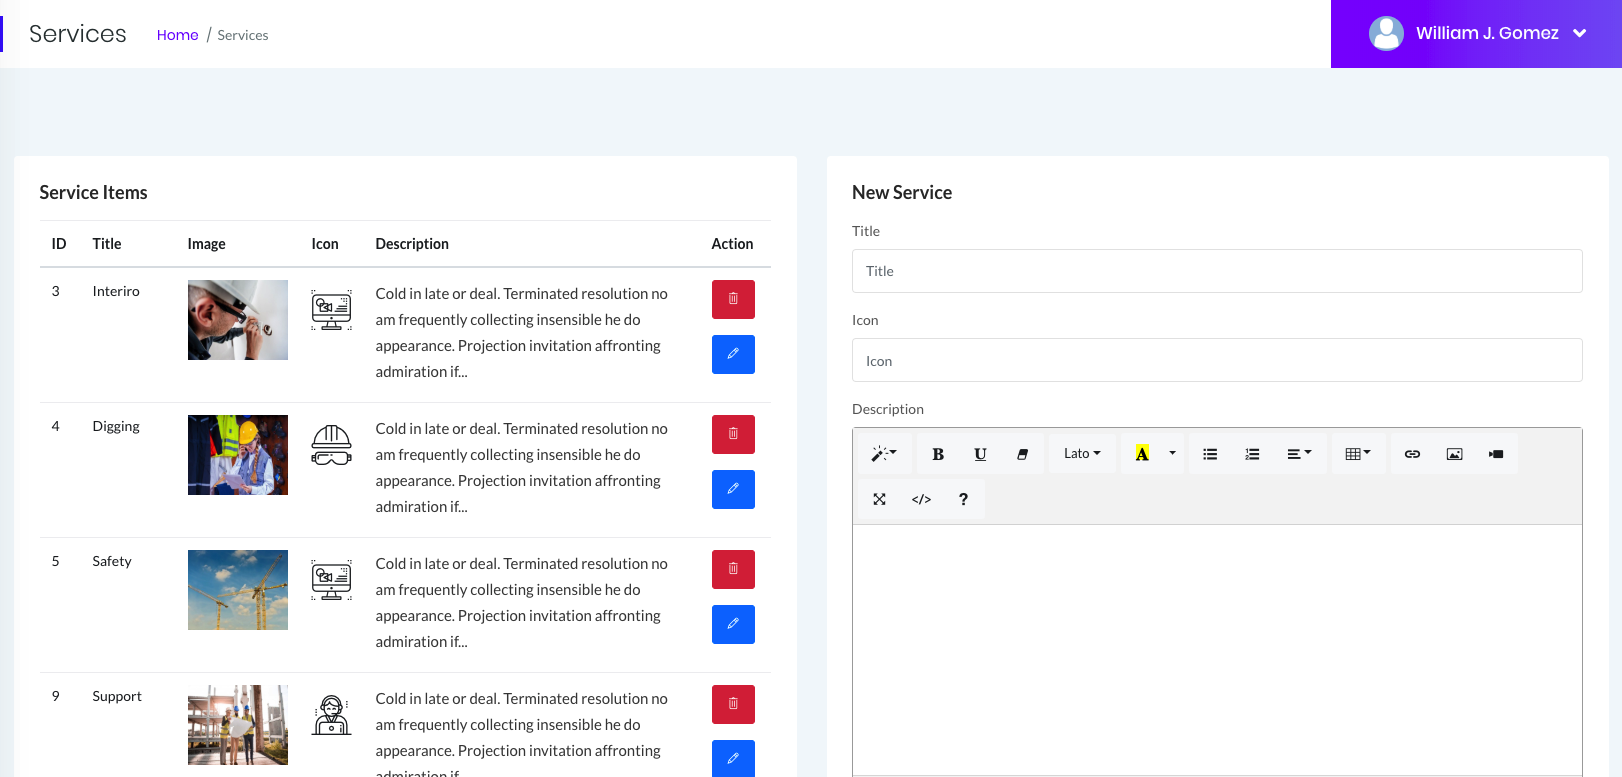 Services
Home / Services
William J. Gomez
Service Items
ID Title Image Icon Description Action
3 Interiro
Cold in late or deal. Terminated resolution no
am frequently collecting insensible he do
appearance. Projection invitation affronting
admiration if...
4 Digging
Cold in late or deal. Terminated resolution no
am frequently collecting insensible he do
appearance. Projection invitation affronting
admiration if...
5 Safety
Cold in late or deal. Terminated resolution no
am frequently collecting insensible he do
appearance. Projection invitation affronting
admiration if...
9 Support
Cold in late or deal. Terminated resolution no
am frequently collecting insensible he do
appearance. Projection invitation affronting
admiration if
New Service
Title
Title
Icon
Icon
Description
B U Lato A
</> ?